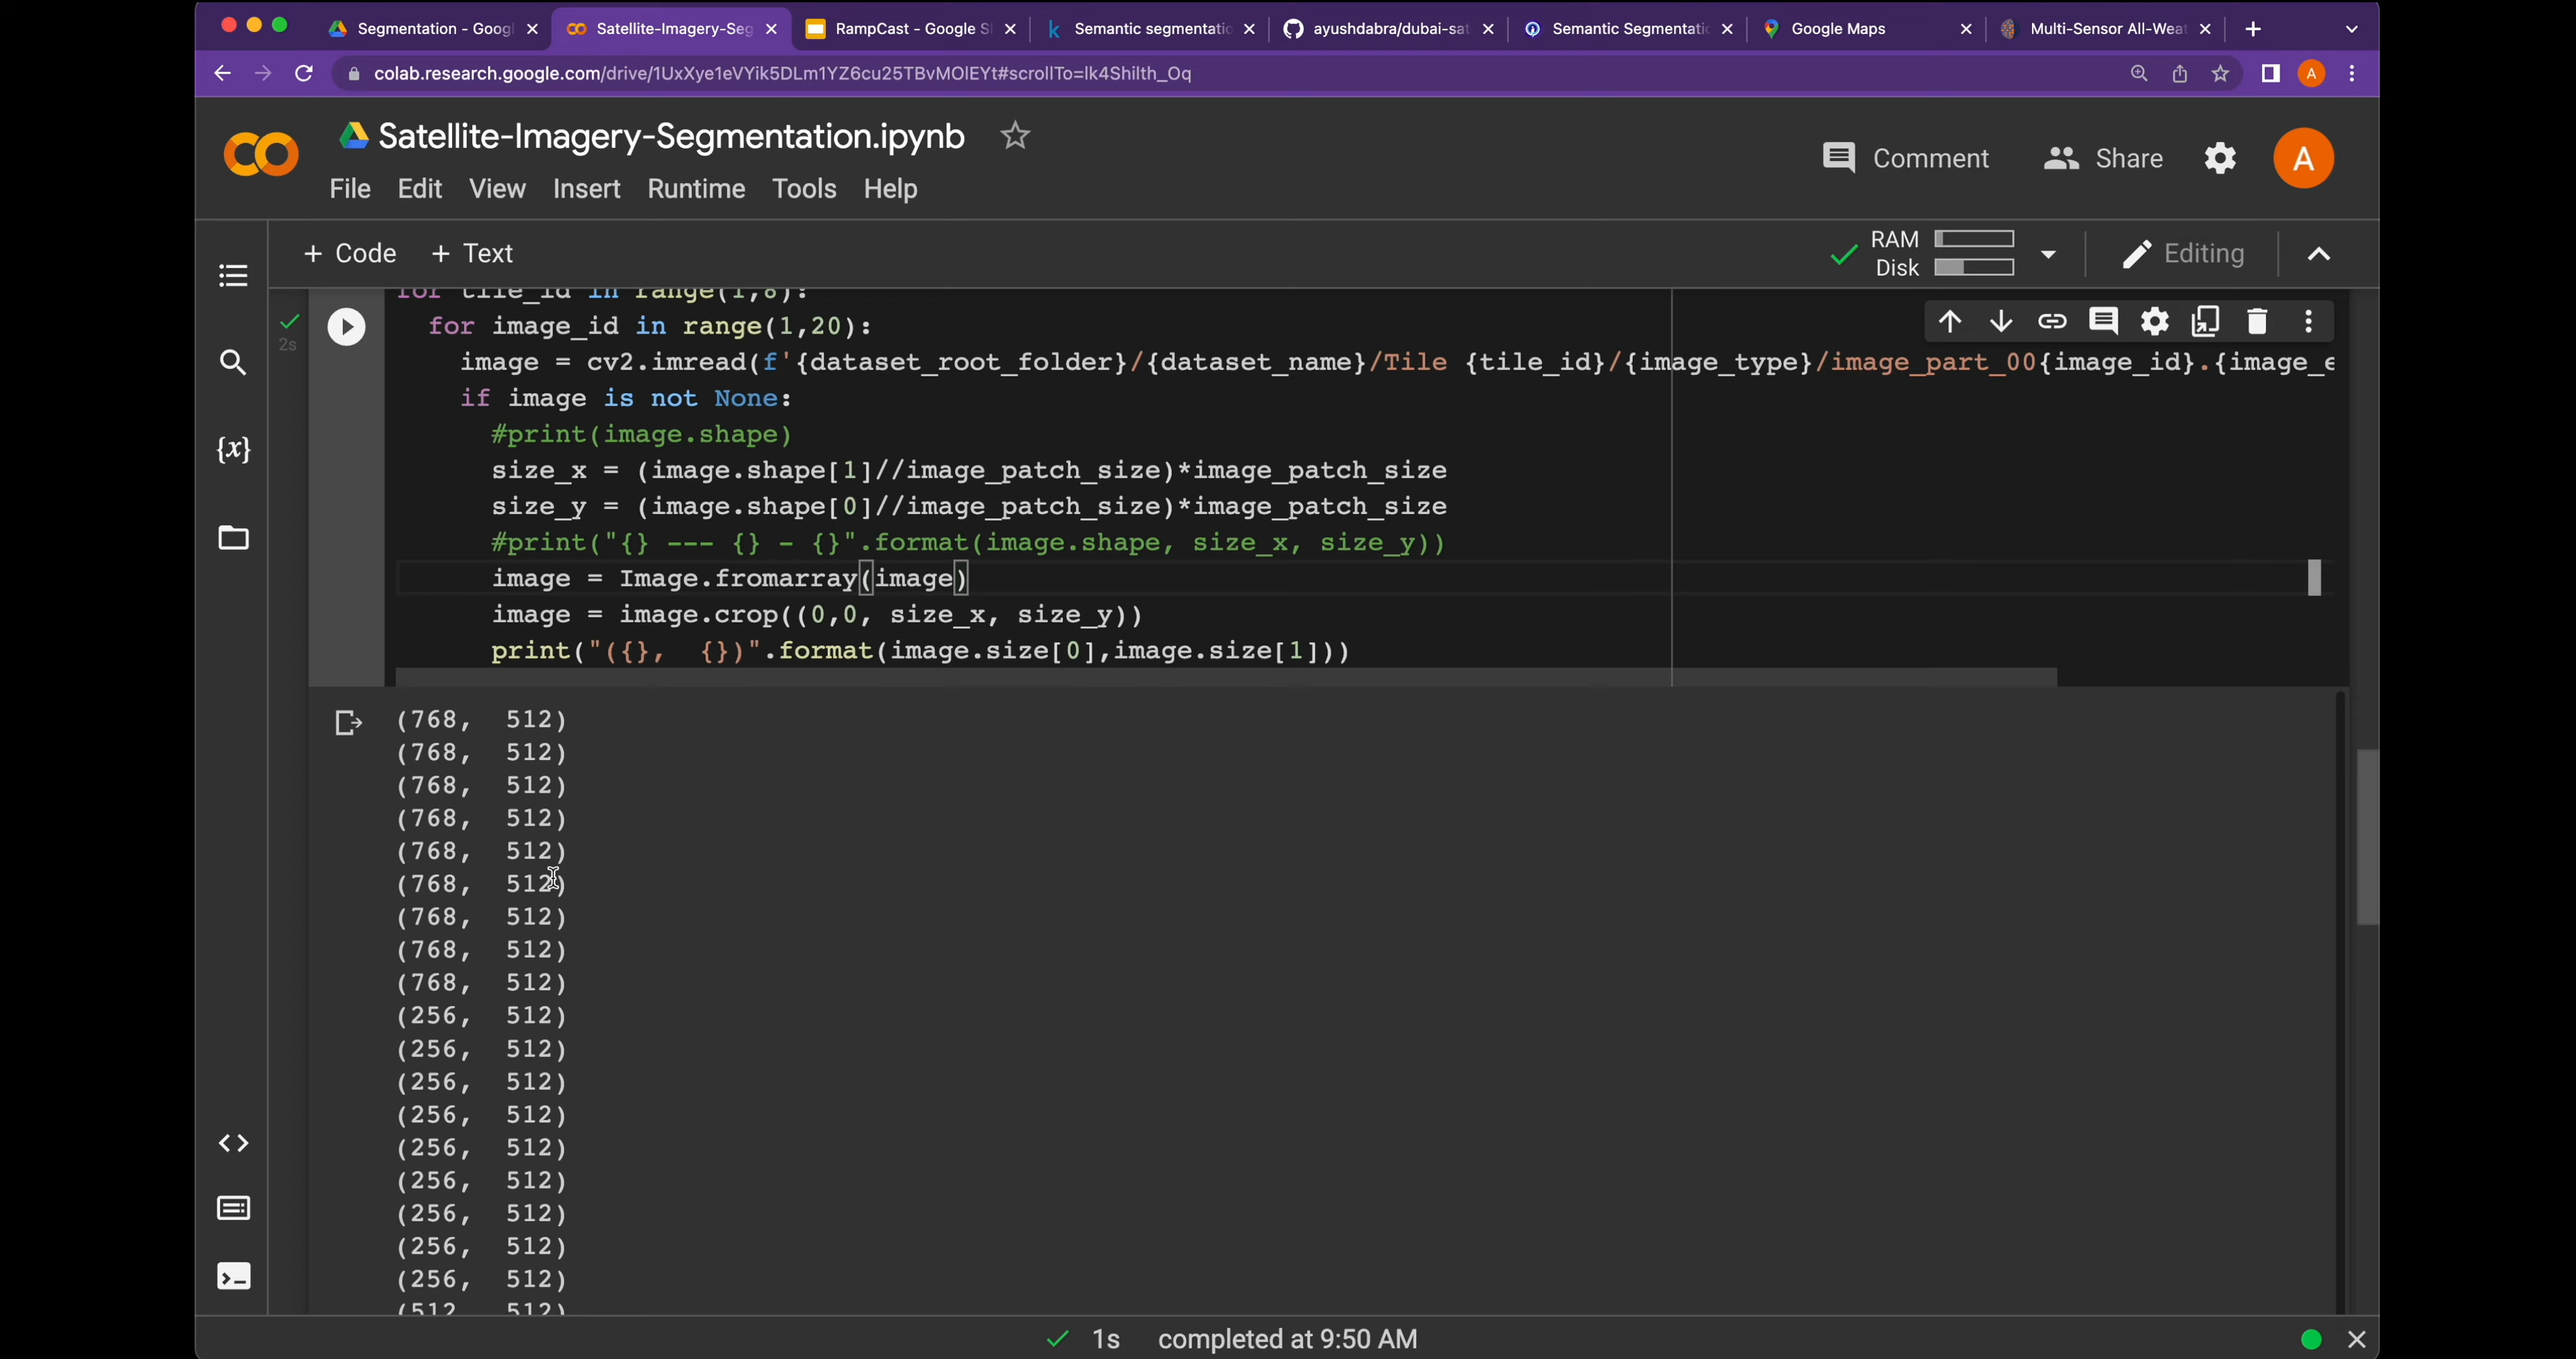 Segmentation - Googl
Satellite-Imagery-Seg
RampCast - Google Sl
Semantic segmentatio
ayushdabra/dubai-sat
Semantic Segmentatio
Google Maps
Multi-Sensor All-Weat
colab.research.google.com/drive/1UxXye1eVYik5DLm1YZ6cu25TBvMOlEYt#scrollTo=lk4Shilth_Oq
A
Satellite-Imagery-Segmentation.ipynb
Comment
Share
A
File Edit View Insert Runtime Tools Help
+ Code + Text
RAM
Disk
Editing
for tile_id in range(1,8):
2s
for image_id in range(1,20):
image = cv2.imread(f'{dataset_root_folder}/{dataset_name}/Tile {tile_id}/{image_type}/image_part_00{image_id}.{image_e
if image is not None:
#print(image.shape)
size_x = (image.shape[1]//image_patch_size)*image_patch_size
size_y = (image.shape[0]//image_patch_size)*image_patch_size
#print("{} --- {} - {}".format(image.shape, size_x, size_y))
image = Image.fromarray(image)
image = image.crop((0,0, size_x, size_y))
print("({},  {})".format(image.size[0],image.size[1]))
(768,  512)
(768,  512)
(768,  512)
(768,  512)
(768,  512)
(768,  512)
(768,  512)
(768,  512)
(768,  512)
(256,  512)
(256,  512)
(256,  512)
(256,  512)
(256,  512)
(256,  512)
(256,  512)
(256,  512)
(256,  512)
(512,  512)
1s completed at 9:50 AM